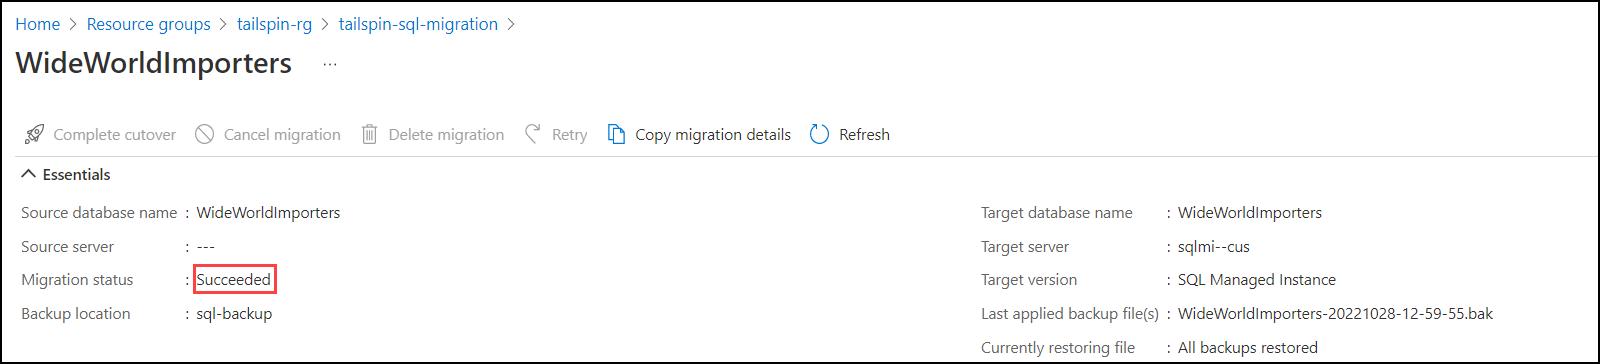 Home > Resource groups > tailspin-rg > tailspin-sql-migration >
WideWorldImporters ...
Complete cutover Cancel migration Delete migration Retry Copy migration details Refresh
Essentials
Source database name : WideWorldImporters Target database name : WideWorldImporters
Source server : --- Target server : sqlmi--cus
Migration status : Succeeded Target version : SQL Managed Instance
Backup location : sql-backup Last applied backup file(s) : WideWorldImporters-20221028-12-59-55.bak
Currently restoring file : All backups restored